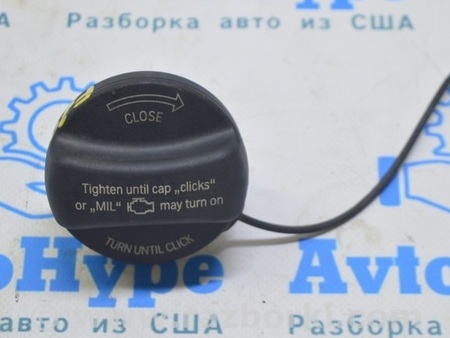 Разборка авто из США
CLOSE
Tighten until cap „clicks“
or „MIL“ may turn on
TURN UNTIL CLICK
Hype Avto
авто из США Разборка